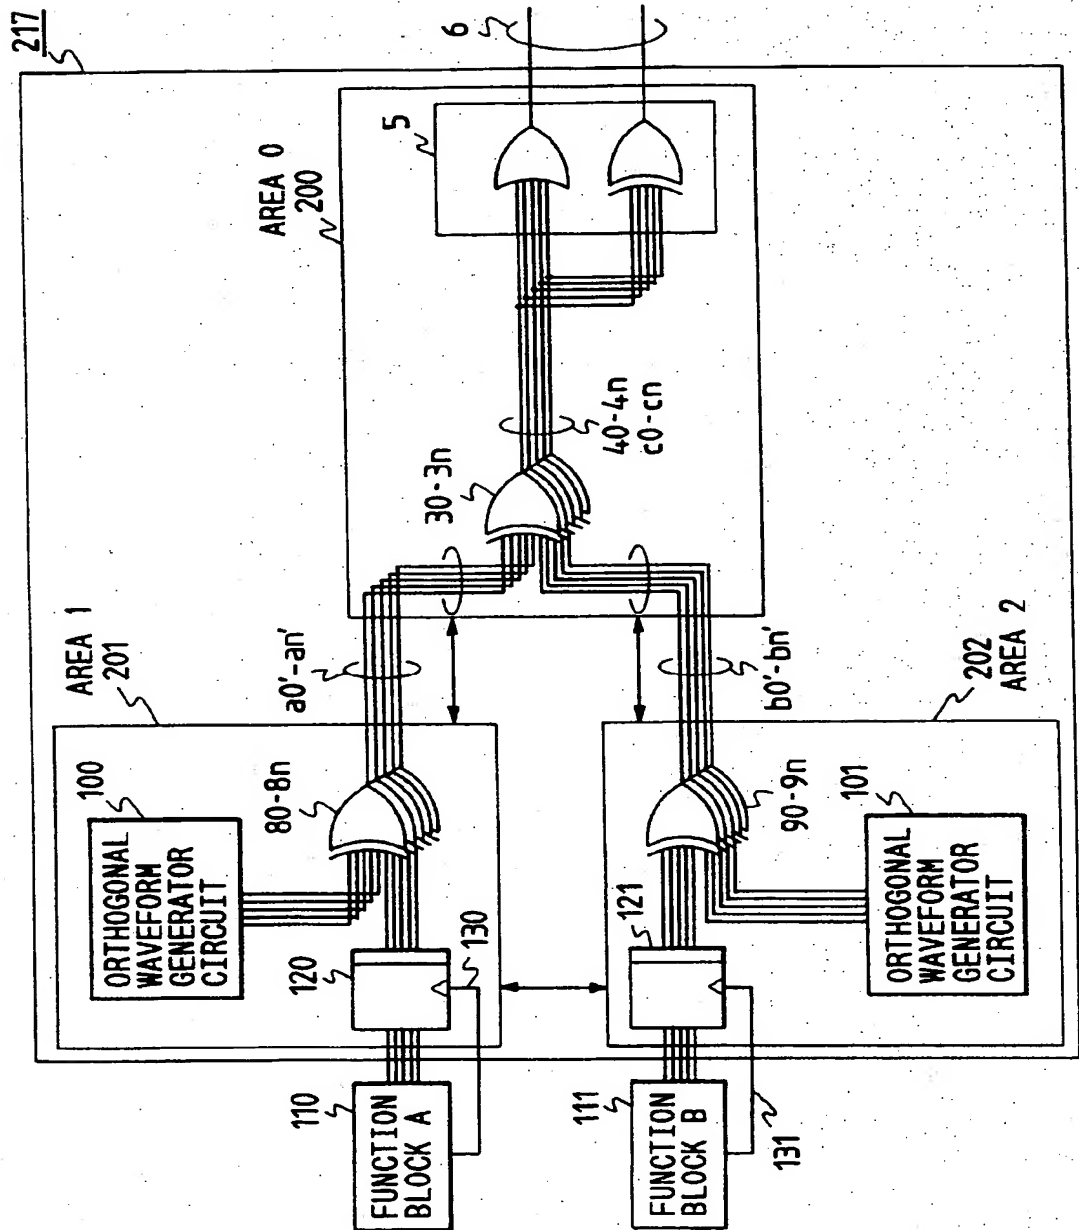 217
AREA 1
201
100
ORTHOGONAL
WAVEFORM
GENERATOR
CIRCUIT
80-8n
120
130
110
FUNCTION
BLOCK A
a0'-an'
AREA 0
200
5
6
30-3n
40-4n
c0-cn
b0'-bn'
202
AREA 2
90-9n
101
ORTHOGONAL
WAVEFORM
GENERATOR
CIRCUIT
121
111
FUNCTION
BLOCK B
131